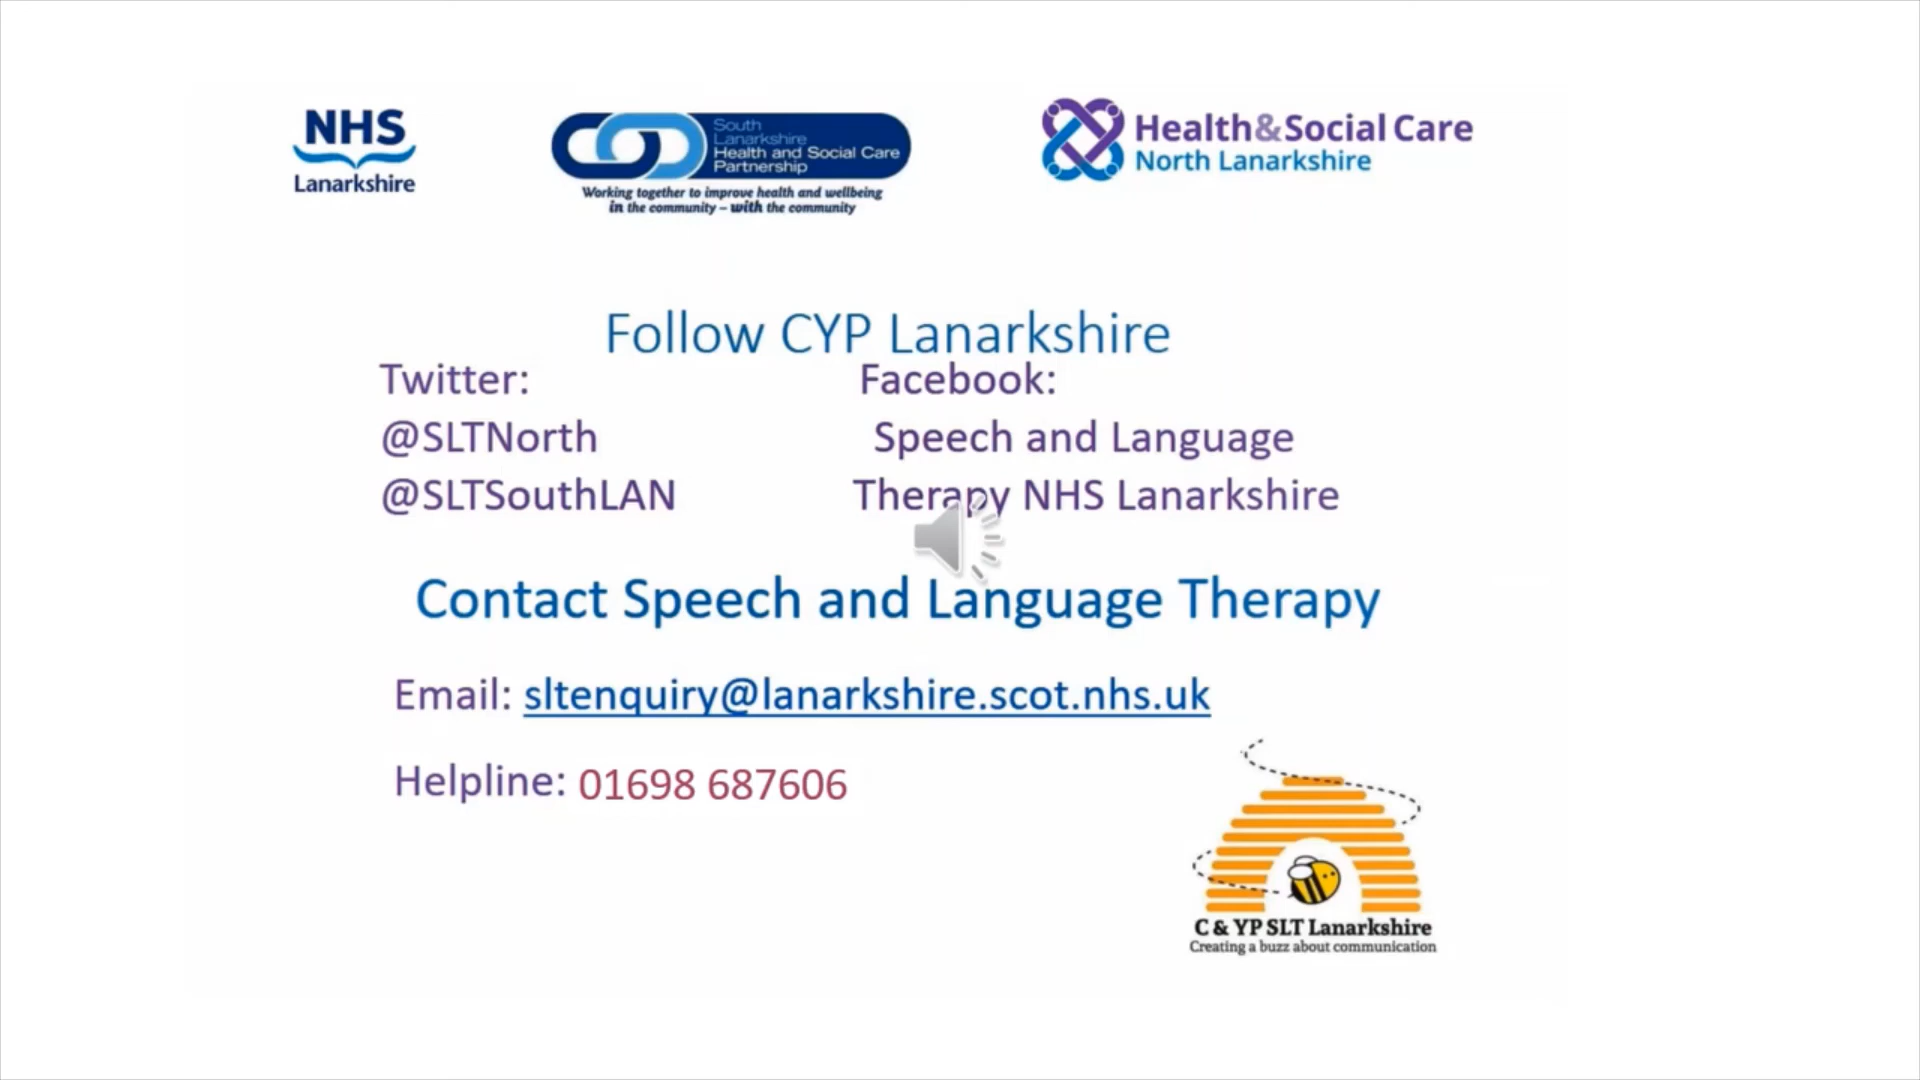 NHS
Lanarkshire
South
Lanarkshire
Health and Social Care
Partnership
Working together to improve health and wellbeing
in the community – with the community
Health&Social Care
North Lanarkshire
Follow CYP Lanarkshire
Twitter:
@SLTNorth
@SLTSouthLAN
Facebook:
Speech and Language
Therapy NHS Lanarkshire
Contact Speech and Language Therapy
Email: sltenquiry@lanarkshire.scot.nhs.uk
Helpline: 01698 687606
C & YP SLT Lanarkshire
Creating a buzz about communication